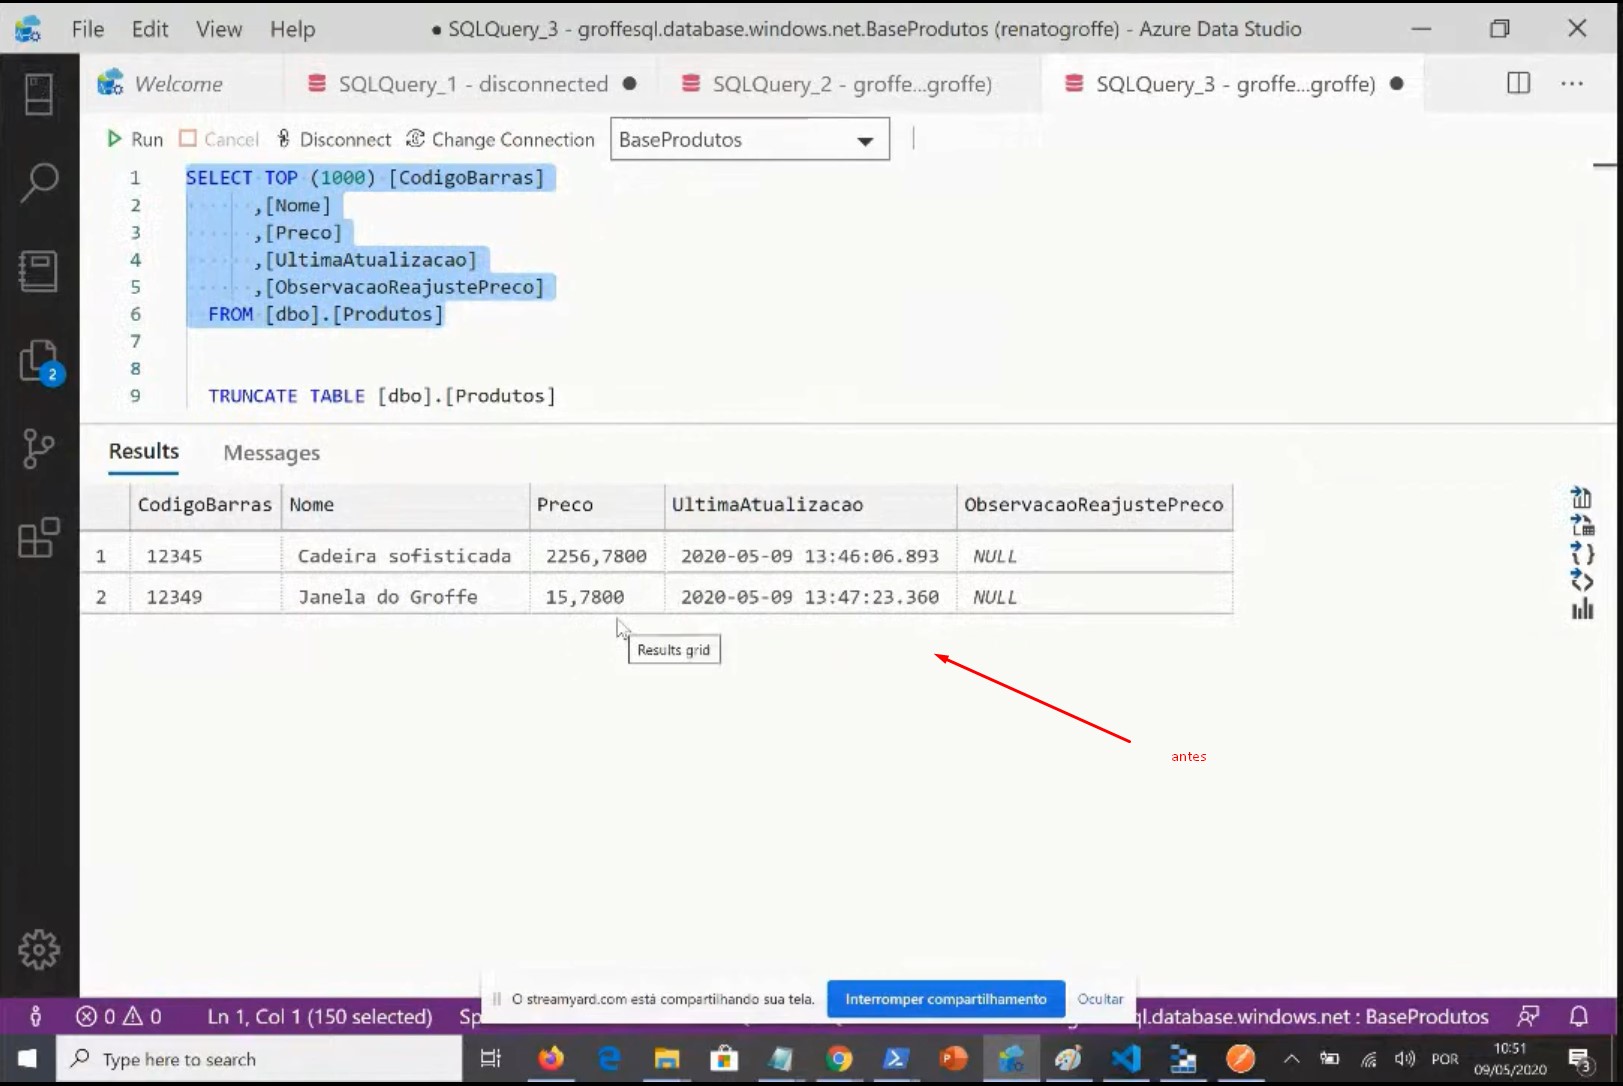 File Edit View Help ● SQLQuery_3 - groffesql.database.windows.net.BaseProdutos (renatogroffe) - Azure Data Studio
Welcome SQLQuery_1 - disconnected ● SQLQuery_2 - groffe...groffe) SQLQuery_3 - groffe...groffe) ●
Run Cancel Disconnect Change Connection BaseProdutos
1 SELECT TOP (1000) [CodigoBarras]
2 ,[Nome]
3 ,[Preco]
4 ,[UltimaAtualizacao]
5 ,[ObservacaoReajustePreco]
6 FROM [dbo].[Produtos]
7
8
9 TRUNCATE TABLE [dbo].[Produtos]
2
Results Messages
CodigoBarras Nome Preco UltimaAtualizacao ObservacaoReajustePreco
1 12345 Cadeira sofisticada 2256,7800 2020-05-09 13:46:06.893 NULL
2 12349 Janela do Groffe 15,7800 2020-05-09 13:47:23.360 NULL
Results grid
antes
O streamyard.com está compartilhando sua tela. Interromper compartilhamento Ocultar
0 0 Ln 1, Col 1 (150 selected) Sp ql.database.windows.net : BaseProdutos
Type here to search POR 10:51
09/05/2020 3